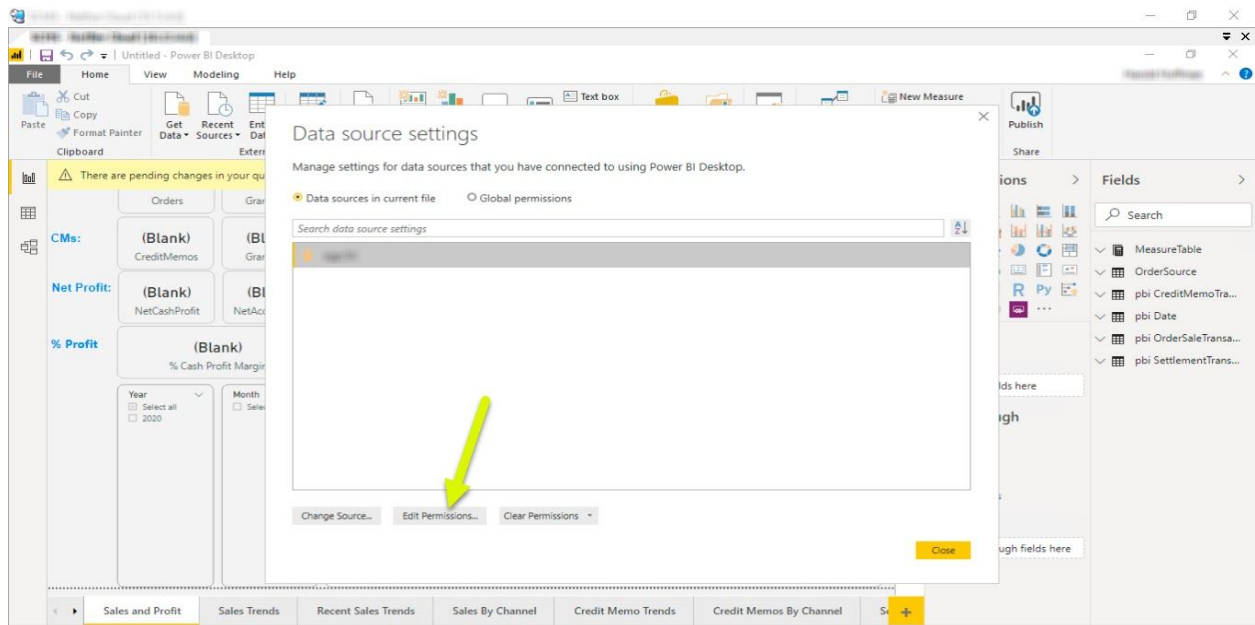 Untitled - Power BI Desktop
File Home View Modeling Help
Cut
Copy
Format Painter
Paste
Clipboard
Get Data
Recent Sources
Text box
New Measure
Publish
Share
There are pending changes in your qu
Data source settings
Manage settings for data sources that you have connected to using Power BI Desktop.
Data sources in current file
Global permissions
Search data source settings
Change Source...
Edit Permissions...
Clear Permissions
Close
Orders
CMs:
(Blank)
CreditMemos
Net Profit:
(Blank)
NetCashProfit
% Profit
(Blank)
% Cash Profit Margin
Year
Select all
2020
Month
ions
R Py
lds here
ugh
ugh fields here
Fields
Search
MeasureTable
OrderSource
pbi CreditMemoTra...
pbi Date
pbi OrderSaleTransa...
pbi SettlementTrans...
Sales and Profit
Sales Trends
Recent Sales Trends
Sales By Channel
Credit Memo Trends
Credit Memos By Channel